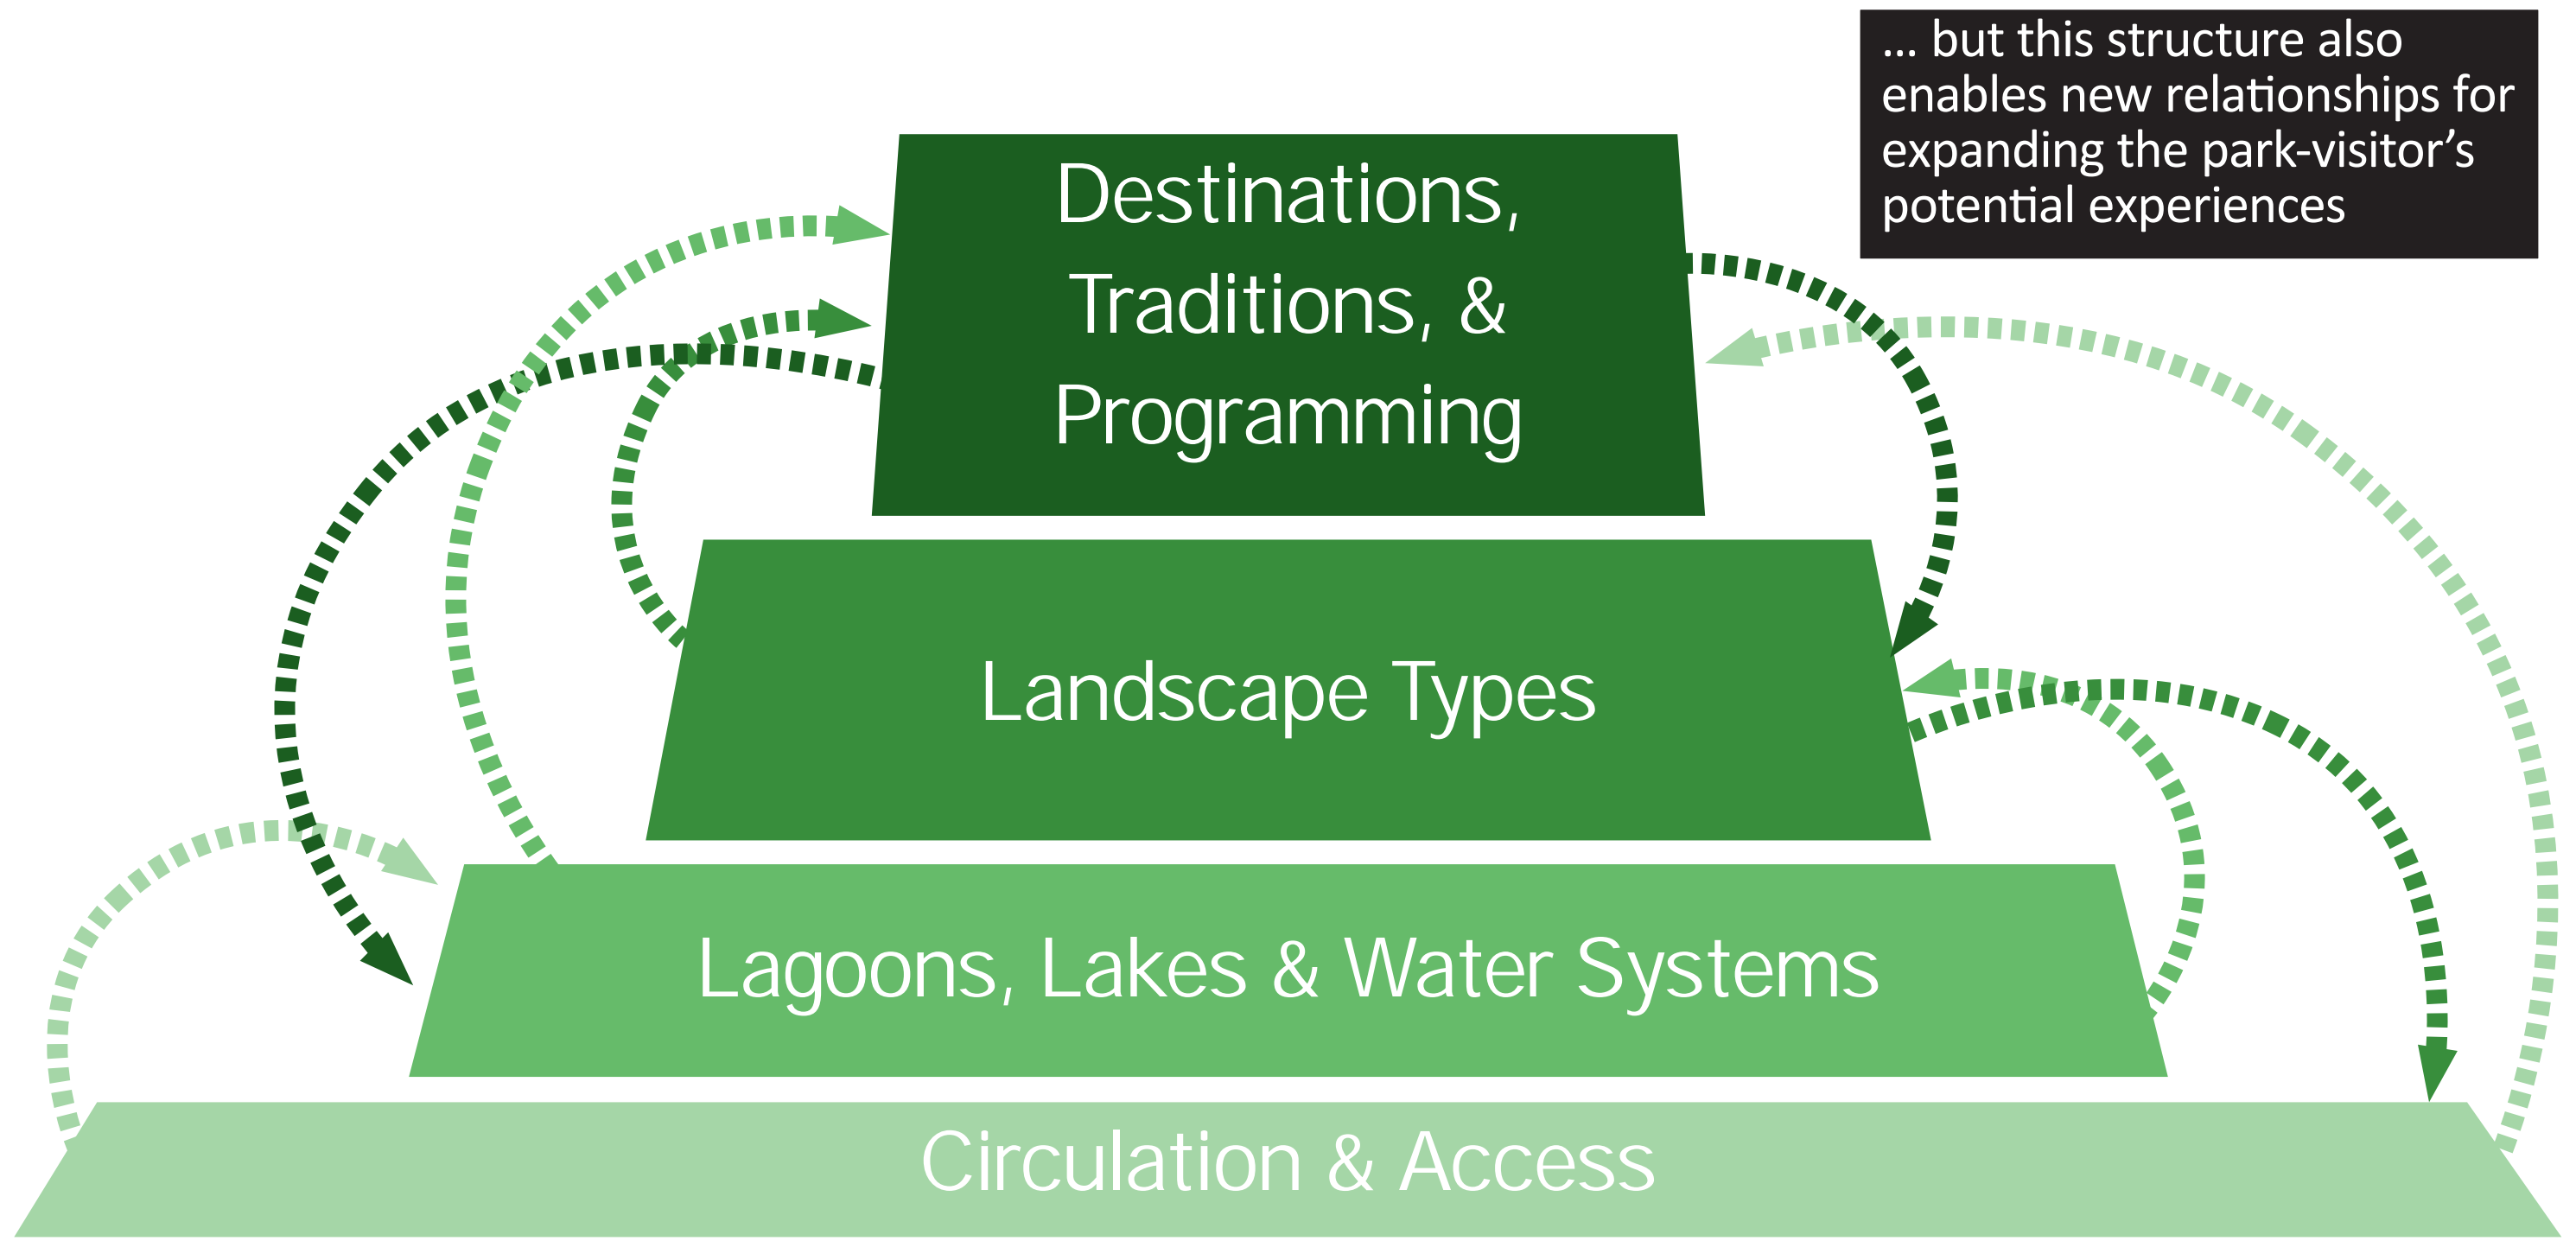 ... but this structure also
enables new relationships for
expanding the park-visitor’s
potential experiences
Destinations,
Traditions, &
Programming
Landscape Types
Lagoons, Lakes & Water Systems
Circulation & Access